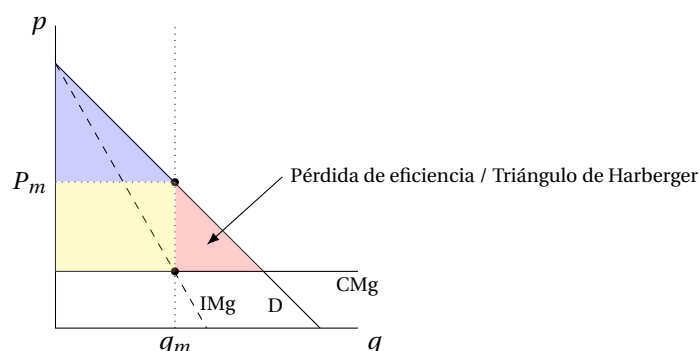 p
P_m
Pérdida de eficiencia / Triángulo de Harberger
CMg
IMg
D
q_m
q